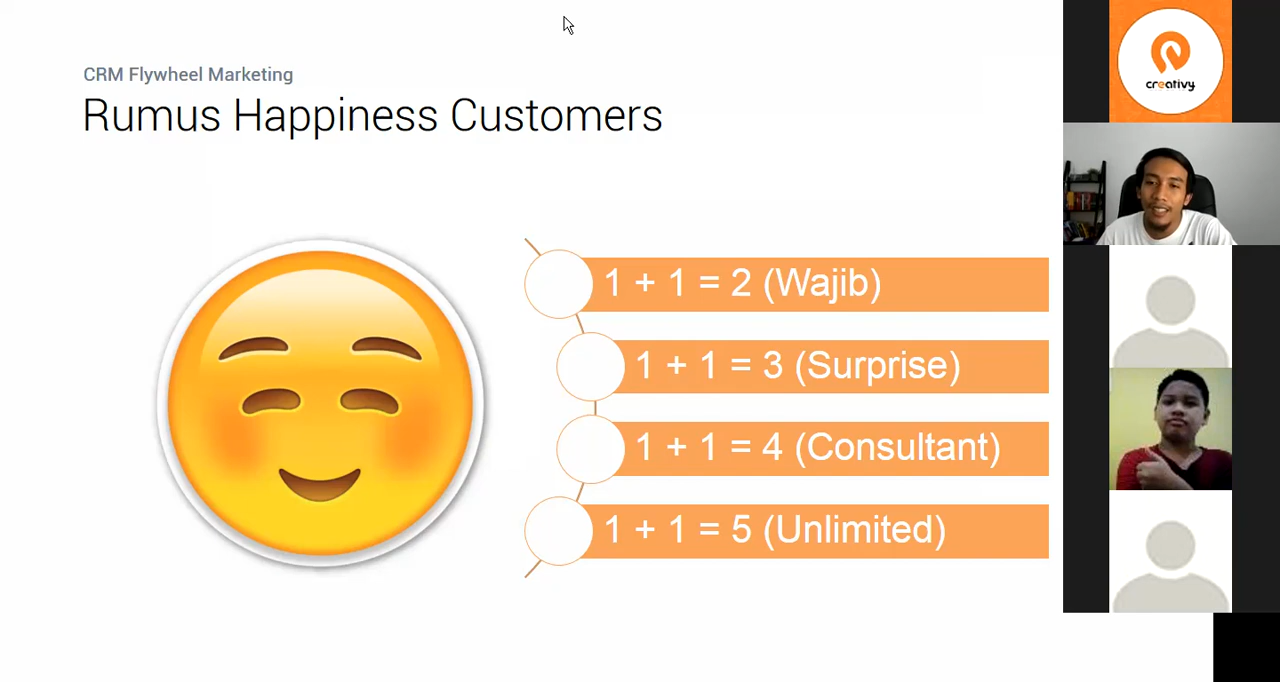 CRM Flywheel Marketing
Rumus Happiness Customers
1 + 1 = 2 (Wajib)
1 + 1 = 3 (Surprise)
1 + 1 = 4 (Consultant)
1 + 1 = 5 (Unlimited)
creativy